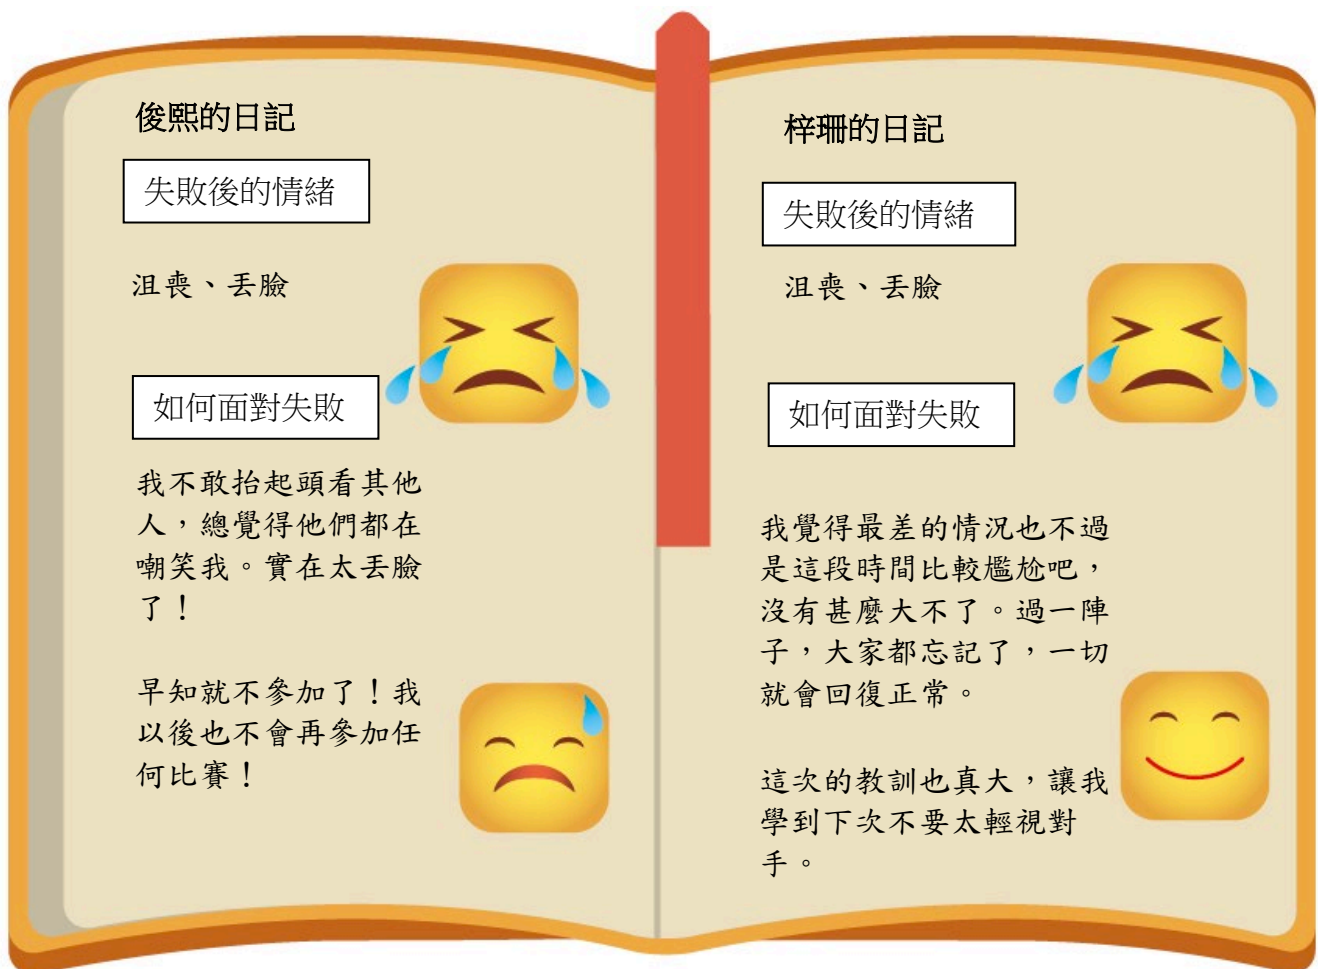 俊熙的日記
失敗後的情緒
沮喪、丟臉
如何面對失敗
我不敢抬起頭看其他
人，總覺得他們都在
嘲笑我。實在太丟臉
了！
早知就不參加了！我
以後也不會再參加任
何比賽！
梓珊的日記
失敗後的情緒
沮喪、丟臉
如何面對失敗
我覺得最差的情況也不過
是這段時間比較尷尬吧，
沒有甚麼大不了。過一陣
子，大家都忘記了，一切
就會回復正常。
這次的教訓也真大，讓我
學到下次不要太輕視對
手。